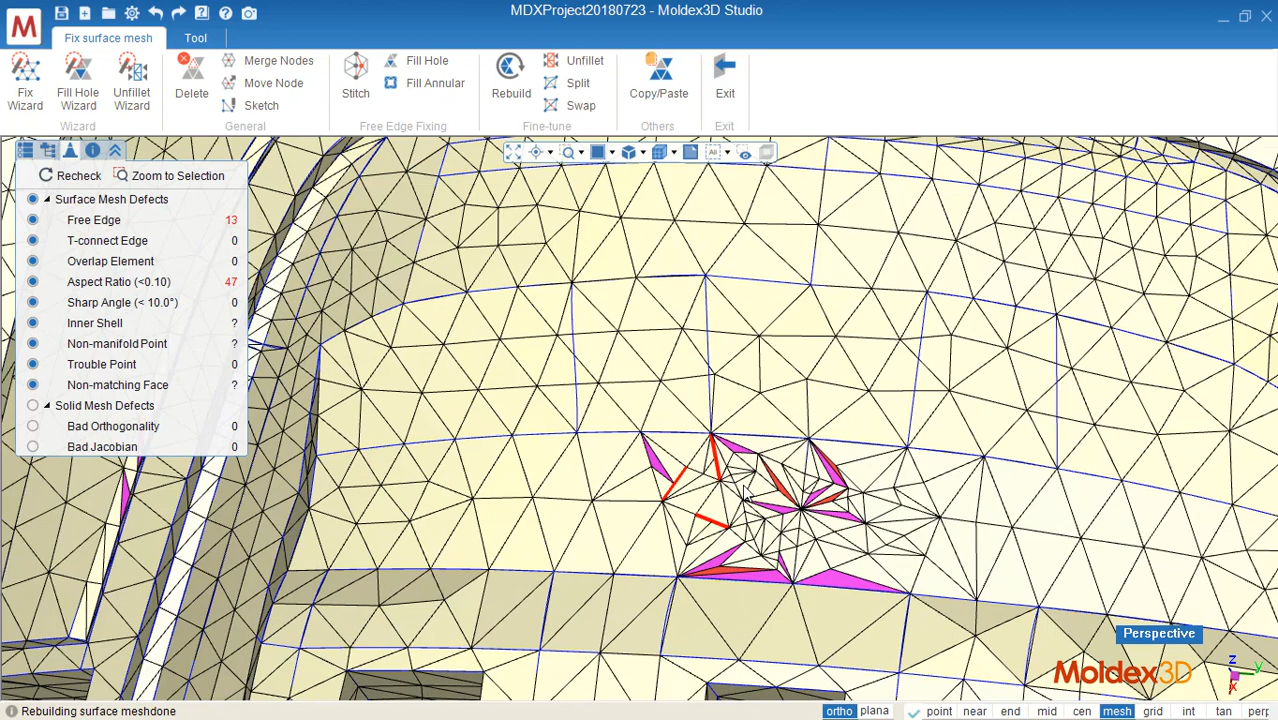 MDXProject20180723 - Moldex3D Studio
M
Fix surface mesh
Tool
Fix Wizard
Fill Hole Wizard
Unfillet Wizard
Wizard
Delete
Merge Nodes
Move Node
Sketch
General
Stitch
Fill Hole
Fill Annular
Free Edge Fixing
Rebuild
Unfillet
Split
Swap
Fine-tune
Copy/Paste
Others
Exit
Exit
All
Recheck
Zoom to Selection
Surface Mesh Defects
Free Edge 13
T-connect Edge 0
Overlap Element 0
Aspect Ratio (<0.10) 47
Sharp Angle (< 10.0°) 0
Inner Shell ?
Non-manifold Point ?
Trouble Point 0
Non-matching Face ?
Solid Mesh Defects
Bad Orthogonality 0
Bad Jacobian 0
Perspective
Moldex3D
Z
Y
X
Rebuilding surface meshdone
ortho plana point near end mid cen mesh grid int tan perp